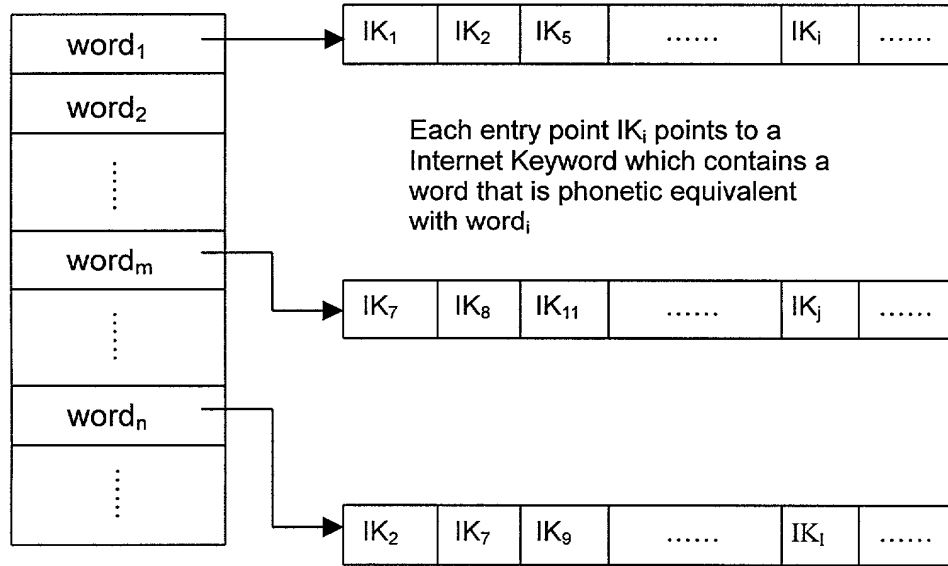 word₁ IK₁ IK₂ IK₅ ...... IKᵢ ......
word₂
Each entry point IKᵢ points to a
Internet Keyword which contains a
word that is phonetic equivalent
with wordᵢ
......
wordₘ
IK₇ IK₈ IK₁₁ ...... IKⱼ ......
......
wordₙ
......
IK₂ IK₇ IK₉ ...... IK_I ......